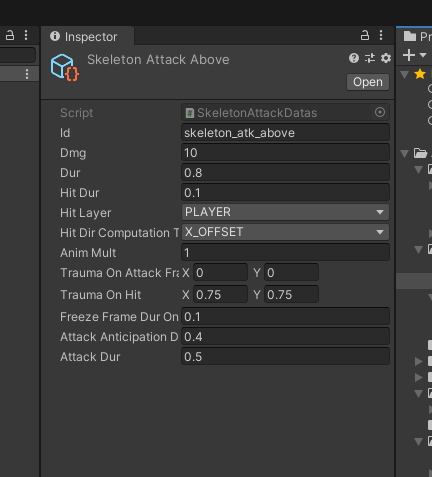 Inspector
Pr
Skeleton Attack Above
Open
Script SkeletonAttackDatas
Id skeleton_atk_above
Dmg 10
Dur 0.8
Hit Dur 0.1
Hit Layer PLAYER
Hit Dir Computation T X_OFFSET
Anim Mult 1
Trauma On Attack Fra X 0 Y 0
Trauma On Hit X 0.75 Y 0.75
Freeze Frame Dur On 0.1
Attack Anticipation D 0.4
Attack Dur 0.5